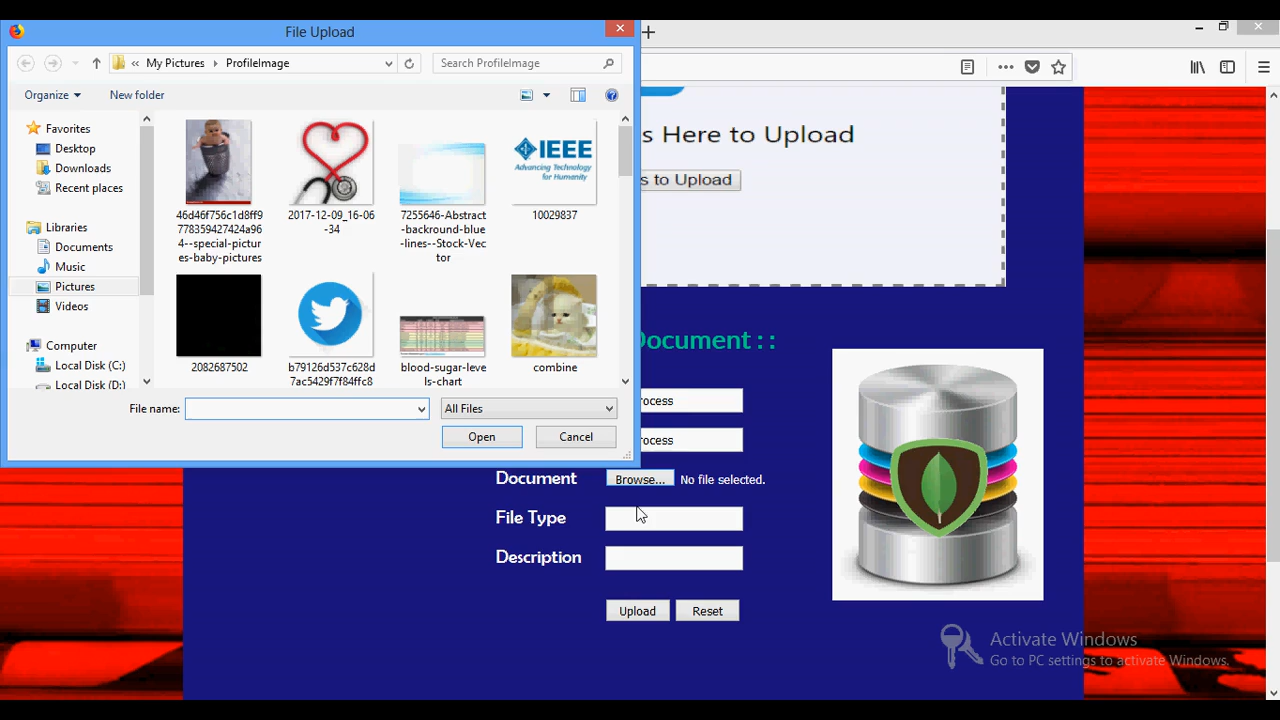 File Upload
« My Pictures ProfileImage
Search ProfileImage
Organize
New folder
Favorites
Desktop
Downloads
Recent places
Libraries
Documents
Music
Pictures
Videos
Computer
Local Disk (C:)
Local Disk (D:)
IEEE
Advancing Technology
for Humanity
46d46f756c1d8ff9
778359427424a96
4--special-pictur
es-baby-pictures
2017-12-09_16-06
-34
7255646-Abstract
-backround-blue
-lines--Stock-Vec
tor
10029837
2082687502
b79126d537c628d
7ac5429f7f84ffc8
blood-sugar-leve
ls-chart
combine
File name:
All Files
Open
Cancel
s Here to Upload
s to Upload
Document : :
rocess
rocess
Document
Browse...
No file selected.
File Type
Description
Upload
Reset
Activate Windows
Go to PC settings to activate Windows.